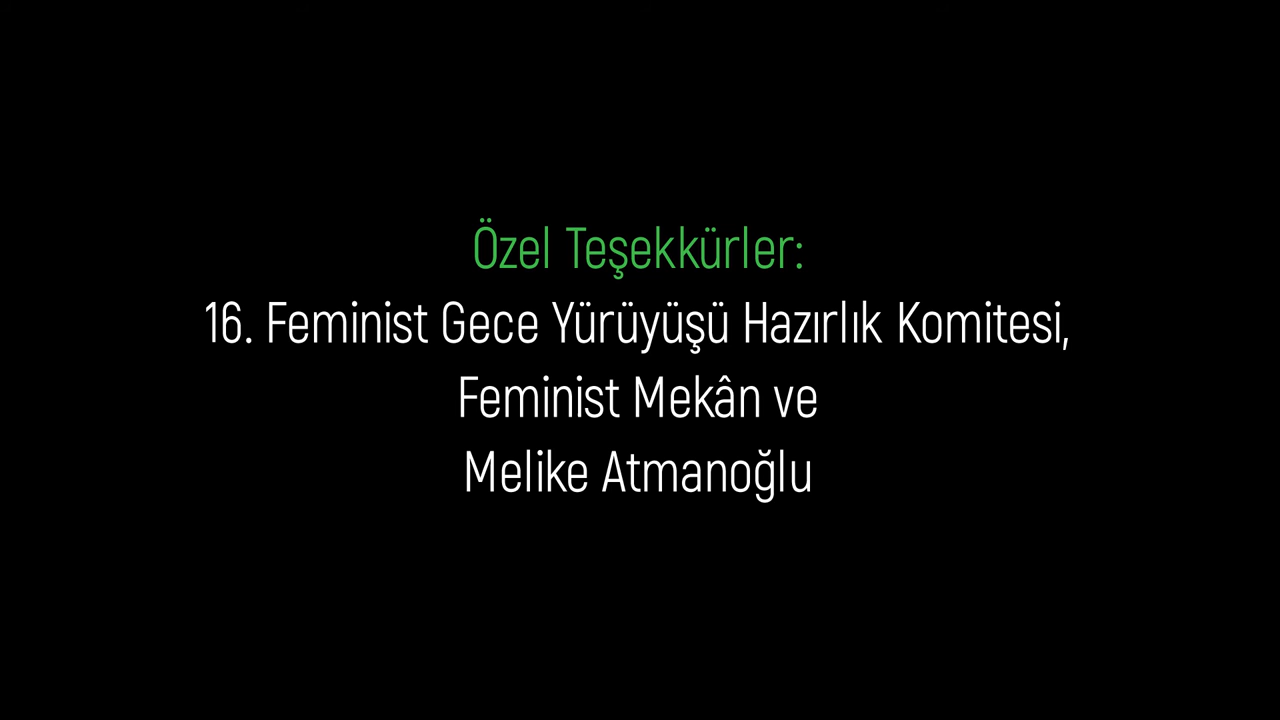 Özel Teşekkürler:
16. Feminist Gece Yürüyüşü Hazırlık Komitesi,
Feminist Mekân ve
Melike Atmanoğlu